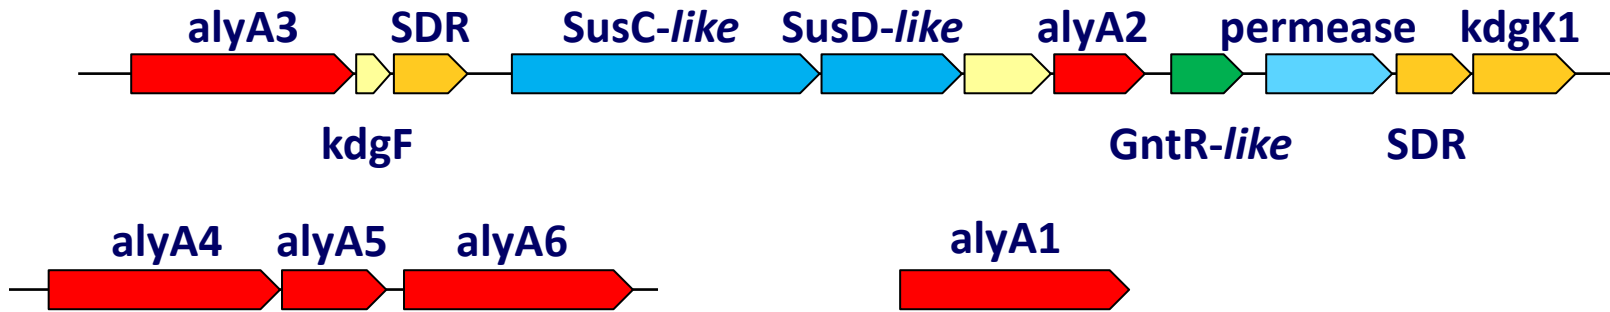 alyA3 SDR SusC-like SusD-like alyA2 permease kdgK1
kdgF GntR-like SDR
alyA4 alyA5 alyA6 alyA1